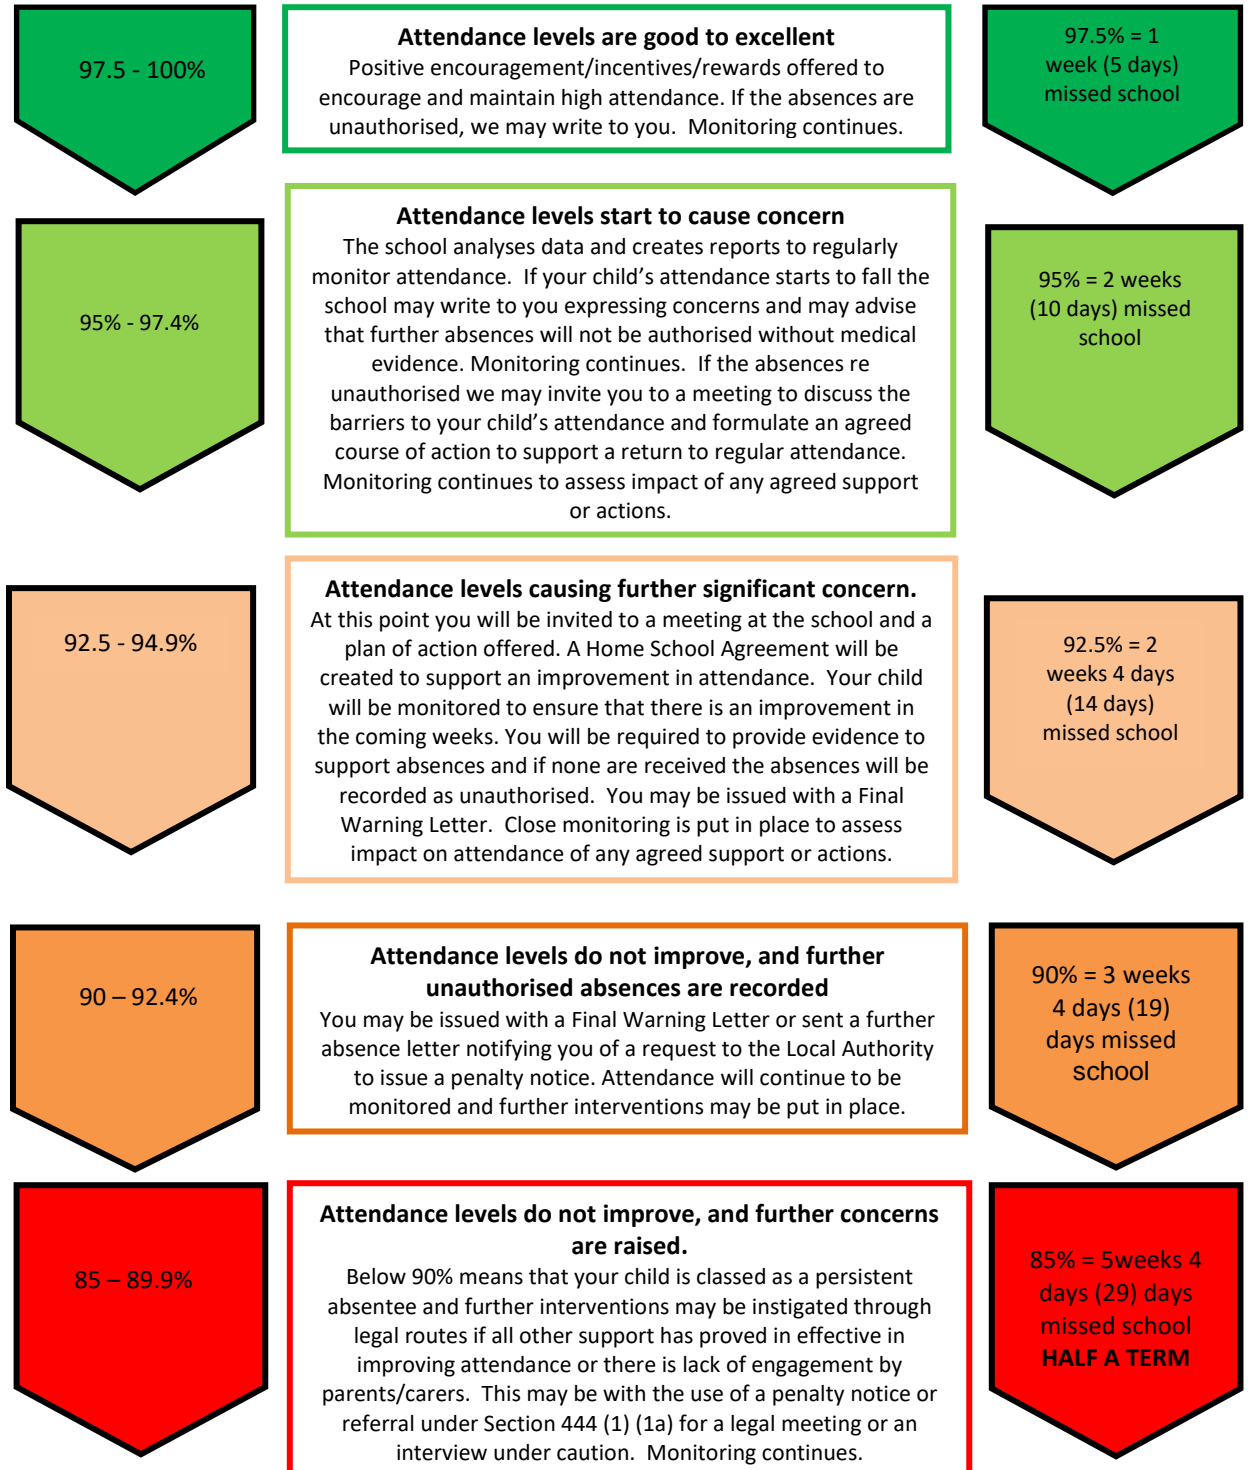 97.5 - 100%
Attendance levels are good to excellent
Positive encouragement/incentives/rewards offered to
encourage and maintain high attendance. If the absences are
unauthorised, we may write to you.  Monitoring continues.
97.5% = 1
week (5 days)
missed school
95% - 97.4%
Attendance levels start to cause concern
The school analyses data and creates reports to regularly
monitor attendance.  If your child’s attendance starts to fall the
school may write to you expressing concerns and may advise
that further absences will not be authorised without medical
evidence. Monitoring continues.  If the absences re
unauthorised we may invite you to a meeting to discuss the
barriers to your child’s attendance and formulate an agreed
course of action to support a return to regular attendance.
Monitoring continues to assess impact of any agreed support
or actions.
95% = 2 weeks
(10 days) missed
school
92.5 - 94.9%
Attendance levels causing further significant concern.
At this point you will be invited to a meeting at the school and a
plan of action offered. A Home School Agreement will be
created to support an improvement in attendance.  Your child
will be monitored to ensure that there is an improvement in
the coming weeks. You will be required to provide evidence to
support absences and if none are received the absences will be
recorded as unauthorised.  You may be issued with a Final
Warning Letter.  Close monitoring is put in place to assess
impact on attendance of any agreed support or actions.
92.5% = 2
weeks 4 days
(14 days)
missed school
90 – 92.4%
Attendance levels do not improve, and further
unauthorised absences are recorded
You may be issued with a Final Warning Letter or sent a further
absence letter notifying you of a request to the Local Authority
to issue a penalty notice. Attendance will continue to be
monitored and further interventions may be put in place.
90% = 3 weeks
4 days (19)
days missed
school
85 – 89.9%
Attendance levels do not improve, and further concerns
are raised.
Below 90% means that your child is classed as a persistent
absentee and further interventions may be instigated through
legal routes if all other support has proved in effective in
improving attendance or there is lack of engagement by
parents/carers.  This may be with the use of a penalty notice or
referral under Section 444 (1) (1a) for a legal meeting or an
interview under caution.  Monitoring continues.
85% = 5weeks 4
days (29) days
missed school
HALF A TERM